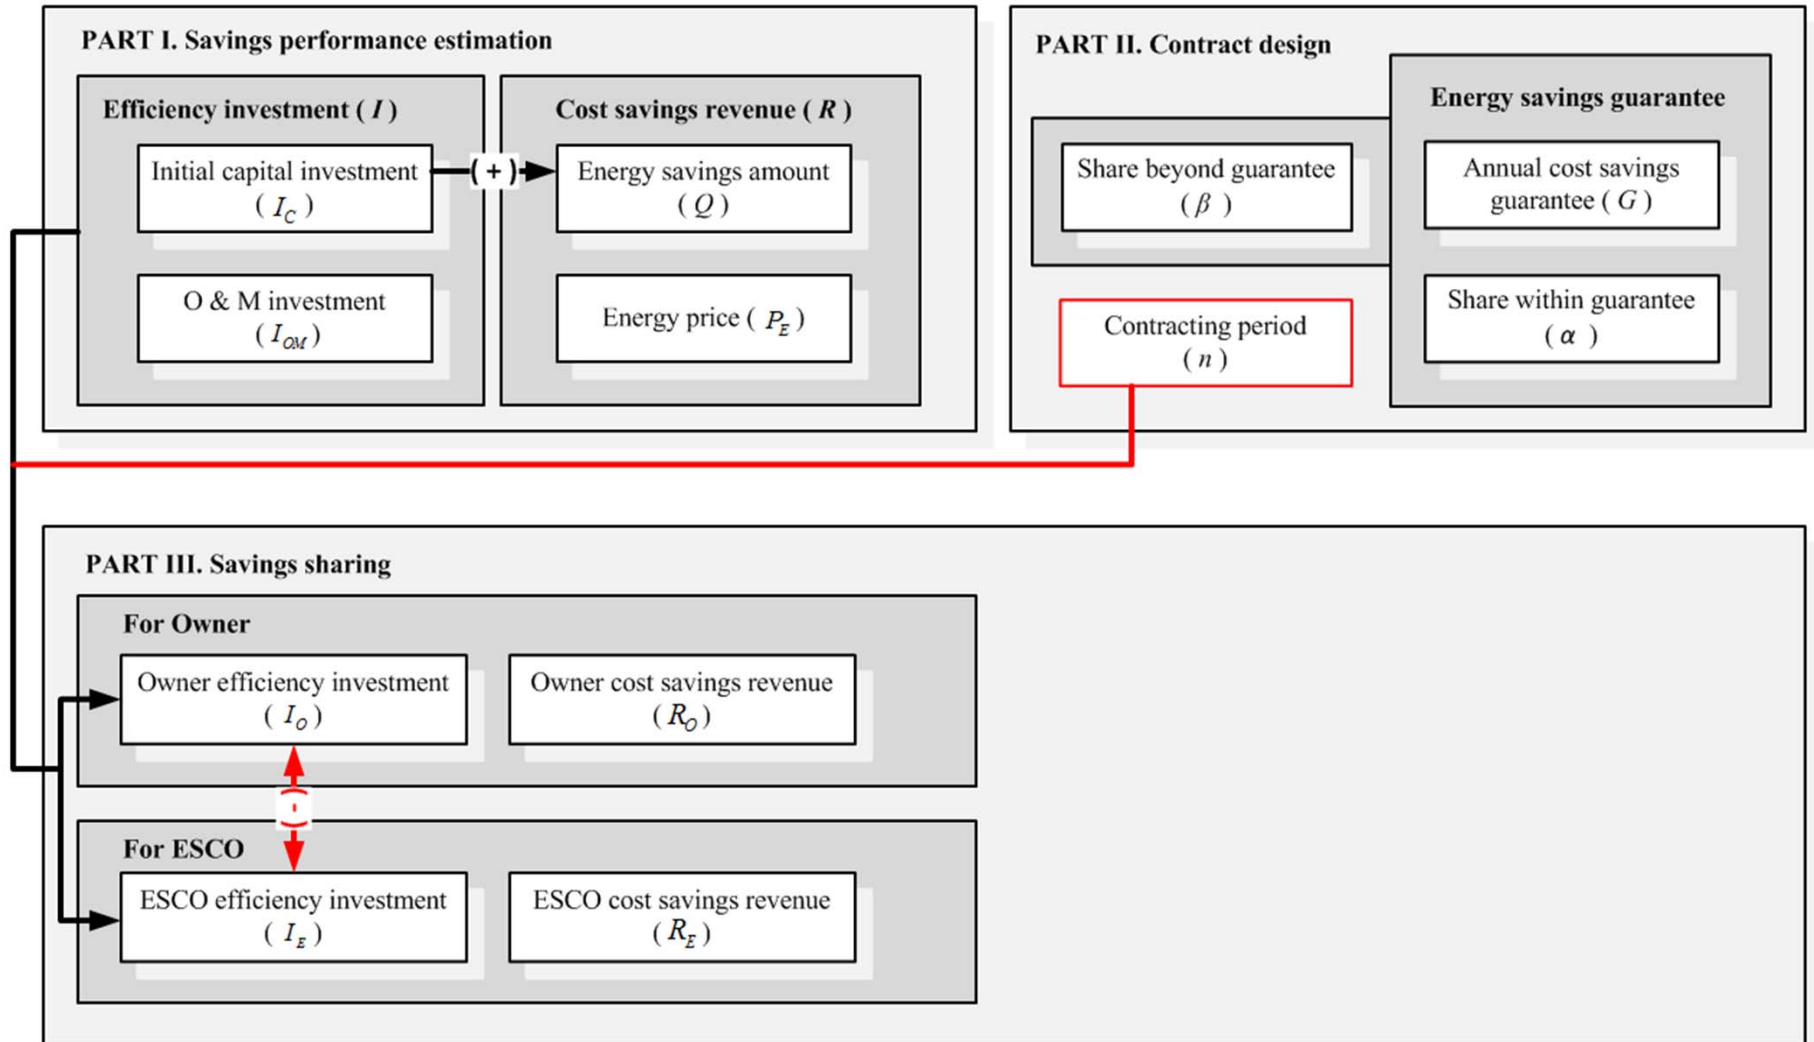 PART I. Savings performance estimation
Efficiency investment ( I )
Initial capital investment
( I_C )
O & M investment
( I_OM )
( + )
Cost savings revenue ( R )
Energy savings amount
( Q )
Energy price ( P_E )
PART II. Contract design
Share beyond guarantee
( β )
Contracting period
( n )
Energy savings guarantee
Annual cost savings
guarantee ( G )
Share within guarantee
( α )
PART III. Savings sharing
For Owner
Owner efficiency investment
( I_O )
Owner cost savings revenue
( R_O )
( - )
For ESCO
ESCO efficiency investment
( I_E )
ESCO cost savings revenue
( R_E )